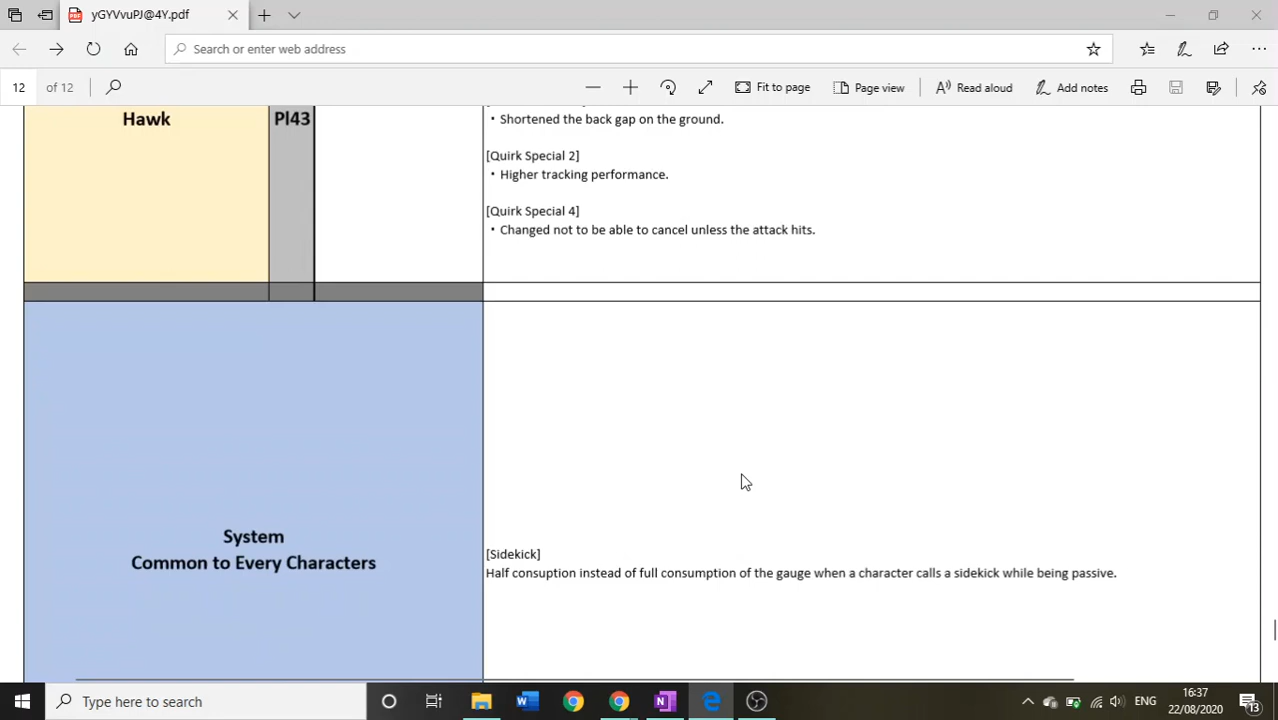 yGYVvuPJ@4Y.pdf
Search or enter web address
12 of 12
Fit to page
Page view
Read aloud
Add notes
Hawk
Pl43
・Shortened the back gap on the ground.
[Quirk Special 2]
・Higher tracking performance.
[Quirk Special 4]
・Changed not to be able to cancel unless the attack hits.
System
Common to Every Characters
[Sidekick]
Half consuption instead of full consumption of the gauge when a character calls a sidekick while being passive.
Type here to search
ENG
16:37
22/08/2020
13